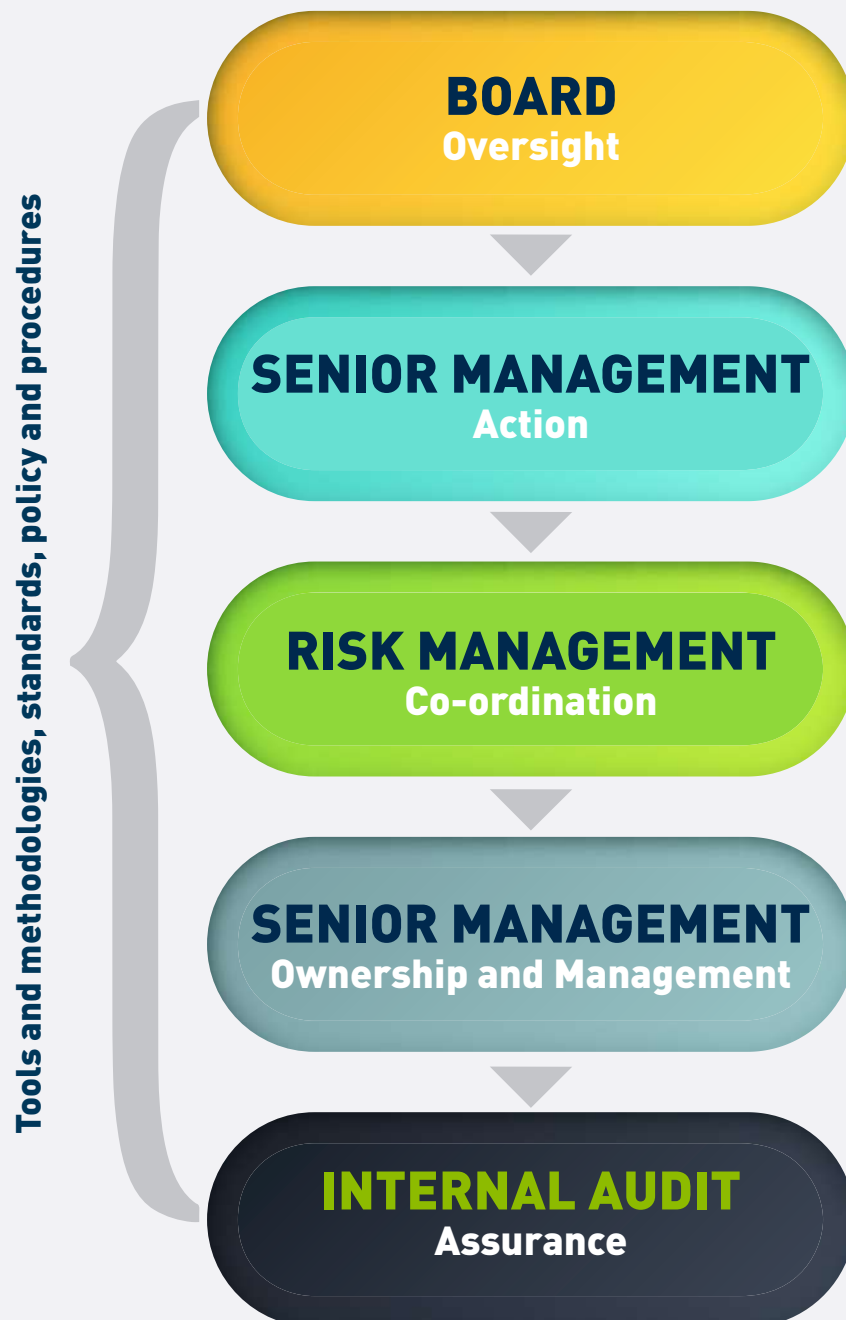 Tools and methodologies, standards, policy and procedures
BOARD
Oversight
SENIOR MANAGEMENT
Action
RISK MANAGEMENT
Co-ordination
SENIOR MANAGEMENT
Ownership and Management
INTERNAL AUDIT
Assurance